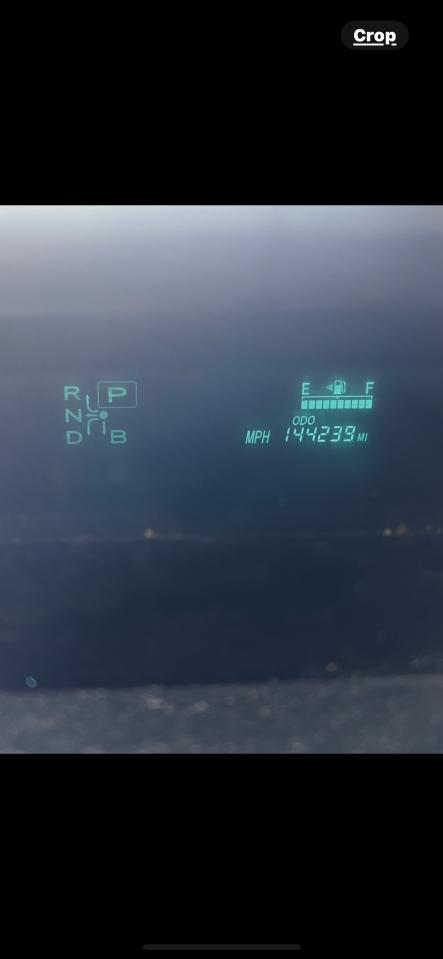 Crop
R P
N
D B
E F
ODO
MPH 144239 MI